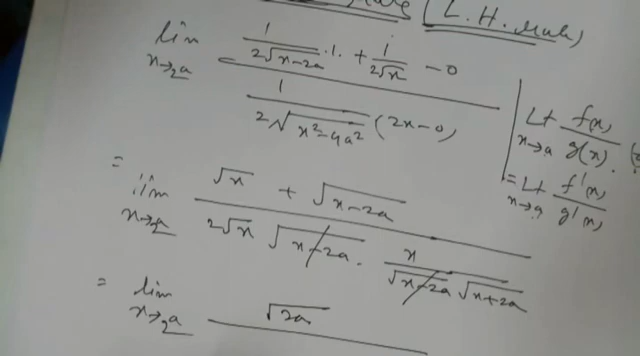 (L. H. Rule)
lim x→2a (1/(2√(x-2a)) · 1 + 1/(2√x) - 0) / (1/(2√(x²-4a²)) (2x-0))
Lt x→a f(x)/g(x)
= Lt x→a f'(x)/g'(x)
= lim x→2a (√x + √(x-2a)) / (2√x √(x-2a) · x/(√(x-2a) √(x+2a)))
= lim x→2a √2a